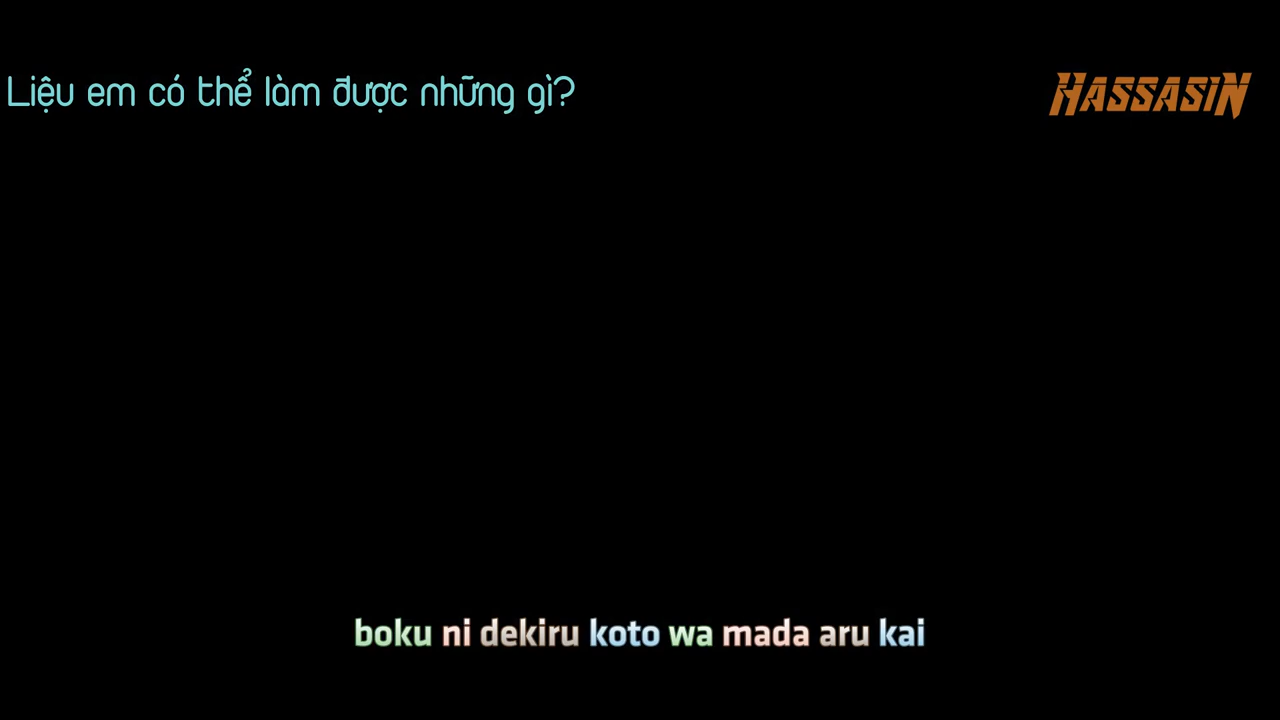 Liệu em có thể làm được những gì?
HASSASIN
boku ni dekiru koto wa mada aru kai